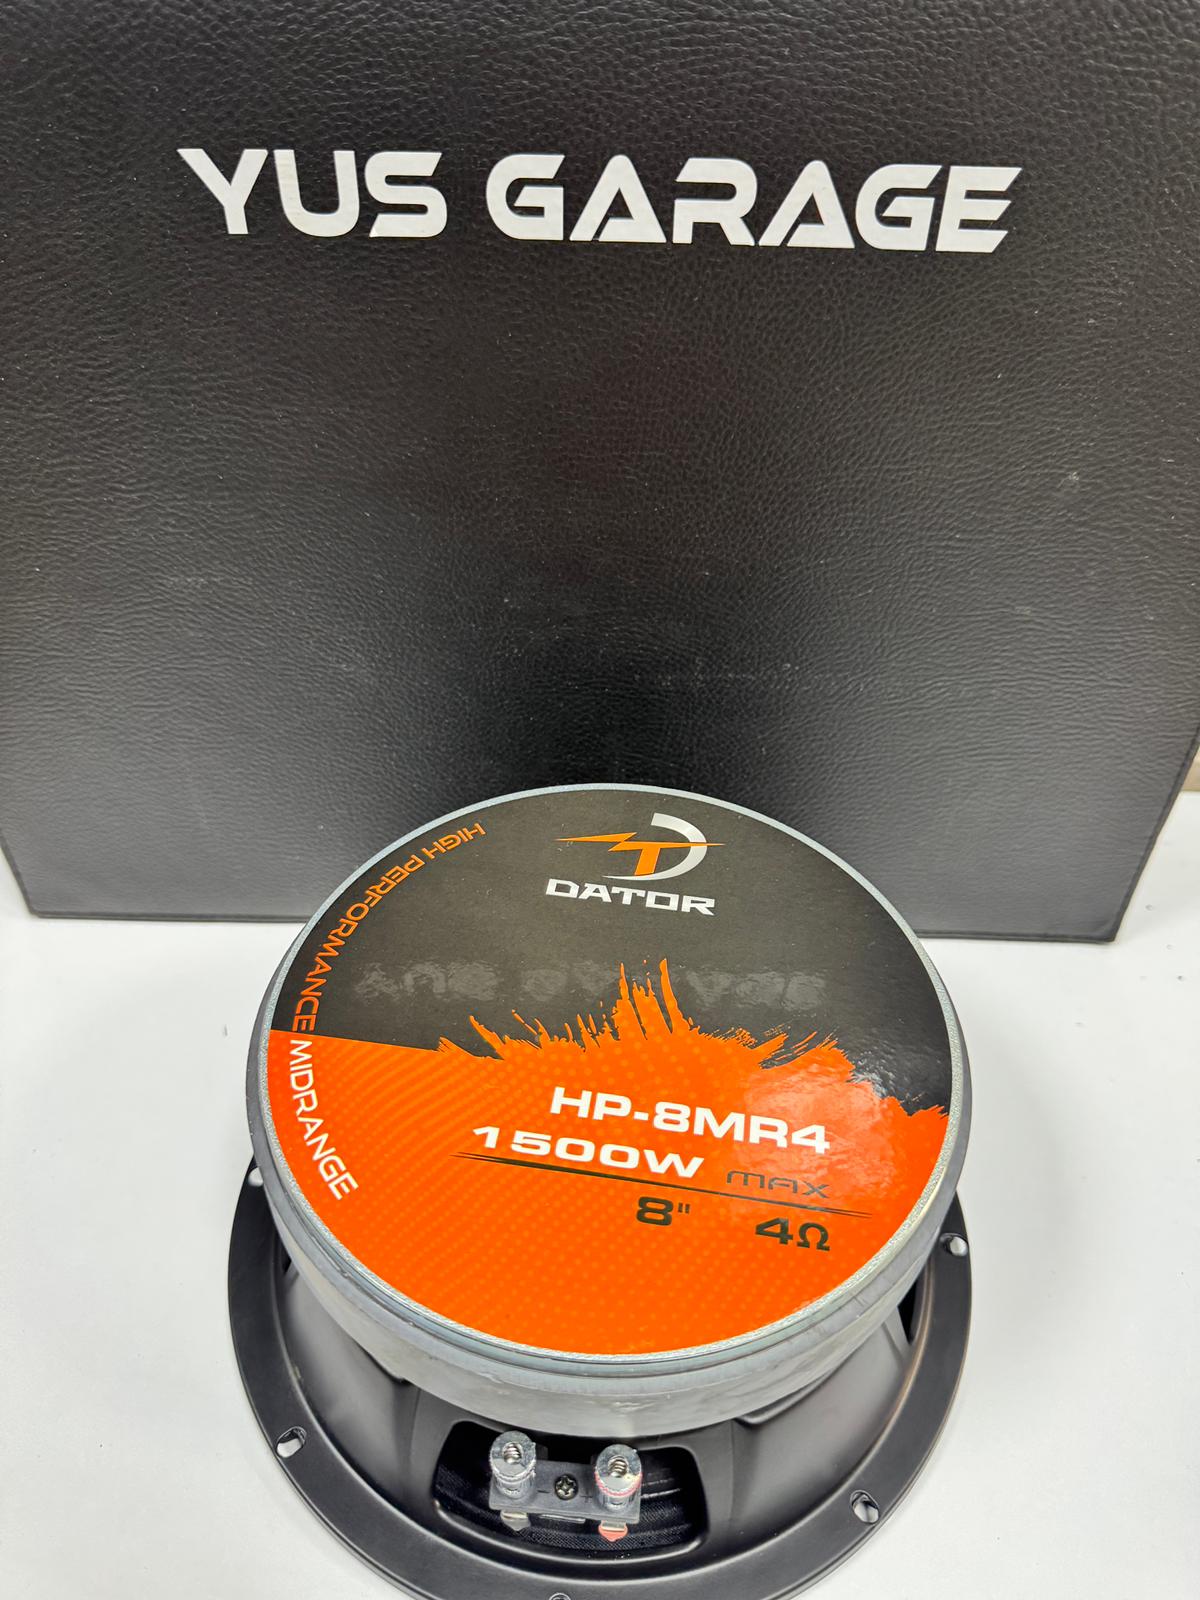 YUS GARAGE
DATOR
HIGH PERFORMANCE MIDRANGE
HP-8MR4
1500W MAX
8" 4Ω